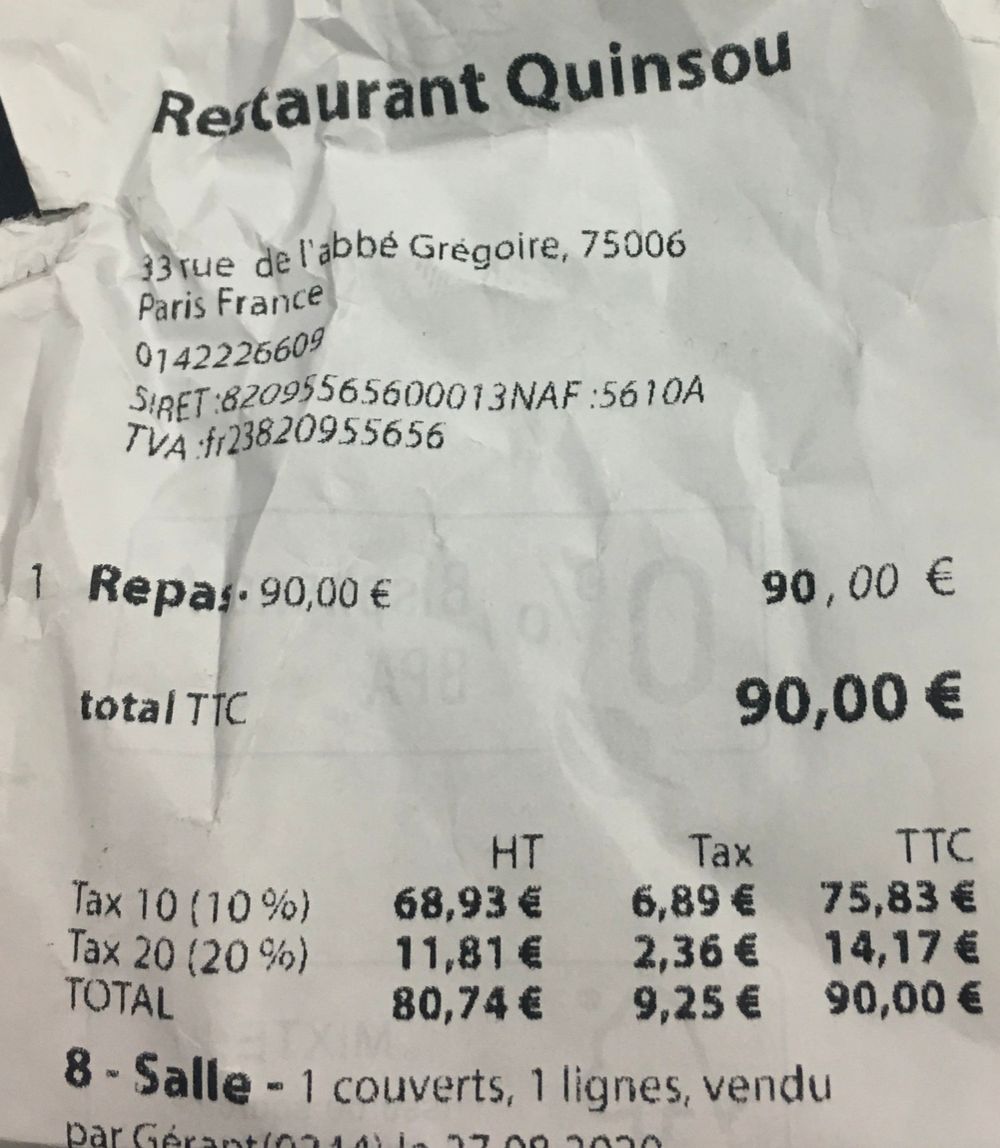 Restaurant Quinsou
33 rue de l'abbé Grégoire, 75006
Paris France
0142226609
SIRET :82095565600013NAF :5610A
TVA :fr23820955656
1 Repas· 90,00 € 90,00 €
total TTC 90,00 €
HT Tax TTC
Tax 10 (10 %) 68,93 € 6,89 € 75,83 €
Tax 20 (20 %) 11,81 € 2,36 € 14,17 €
TOTAL 80,74 € 9,25 € 90,00 €
8 - Salle - 1 couverts, 1 lignes, vendu
par Gérant